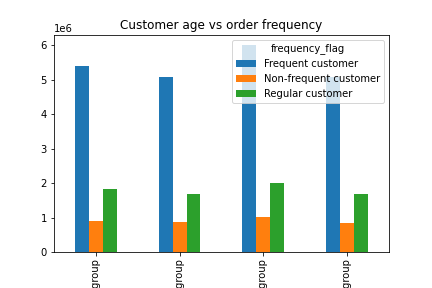 Customer age vs order frequency
1e6
6
5
4
3
2
1
0
frequency_flag
Frequent customer
Non-frequent customer
Regular customer
group
group
group
group